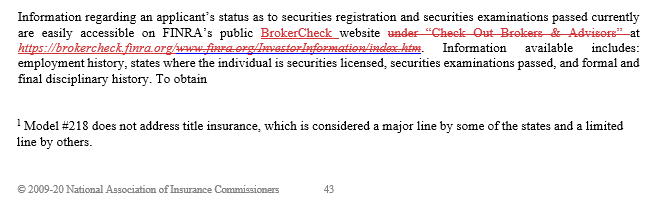 Information regarding an applicant's status as to securities registration and securities examinations passed currently
are easily accessible on FINRA's public BrokerCheck website under "Check Out Brokers & Advisors" at
https://brokercheck.finra.org/www.finra.org/InvestorInformation/index.htm. Information available includes:
employment history, states where the individual is securities licensed, securities examinations passed, and formal and
final disciplinary history. To obtain
1 Model #218 does not address title insurance, which is considered a major line by some of the states and a limited
line by others.
© 2009-20 National Association of Insurance Commissioners 43